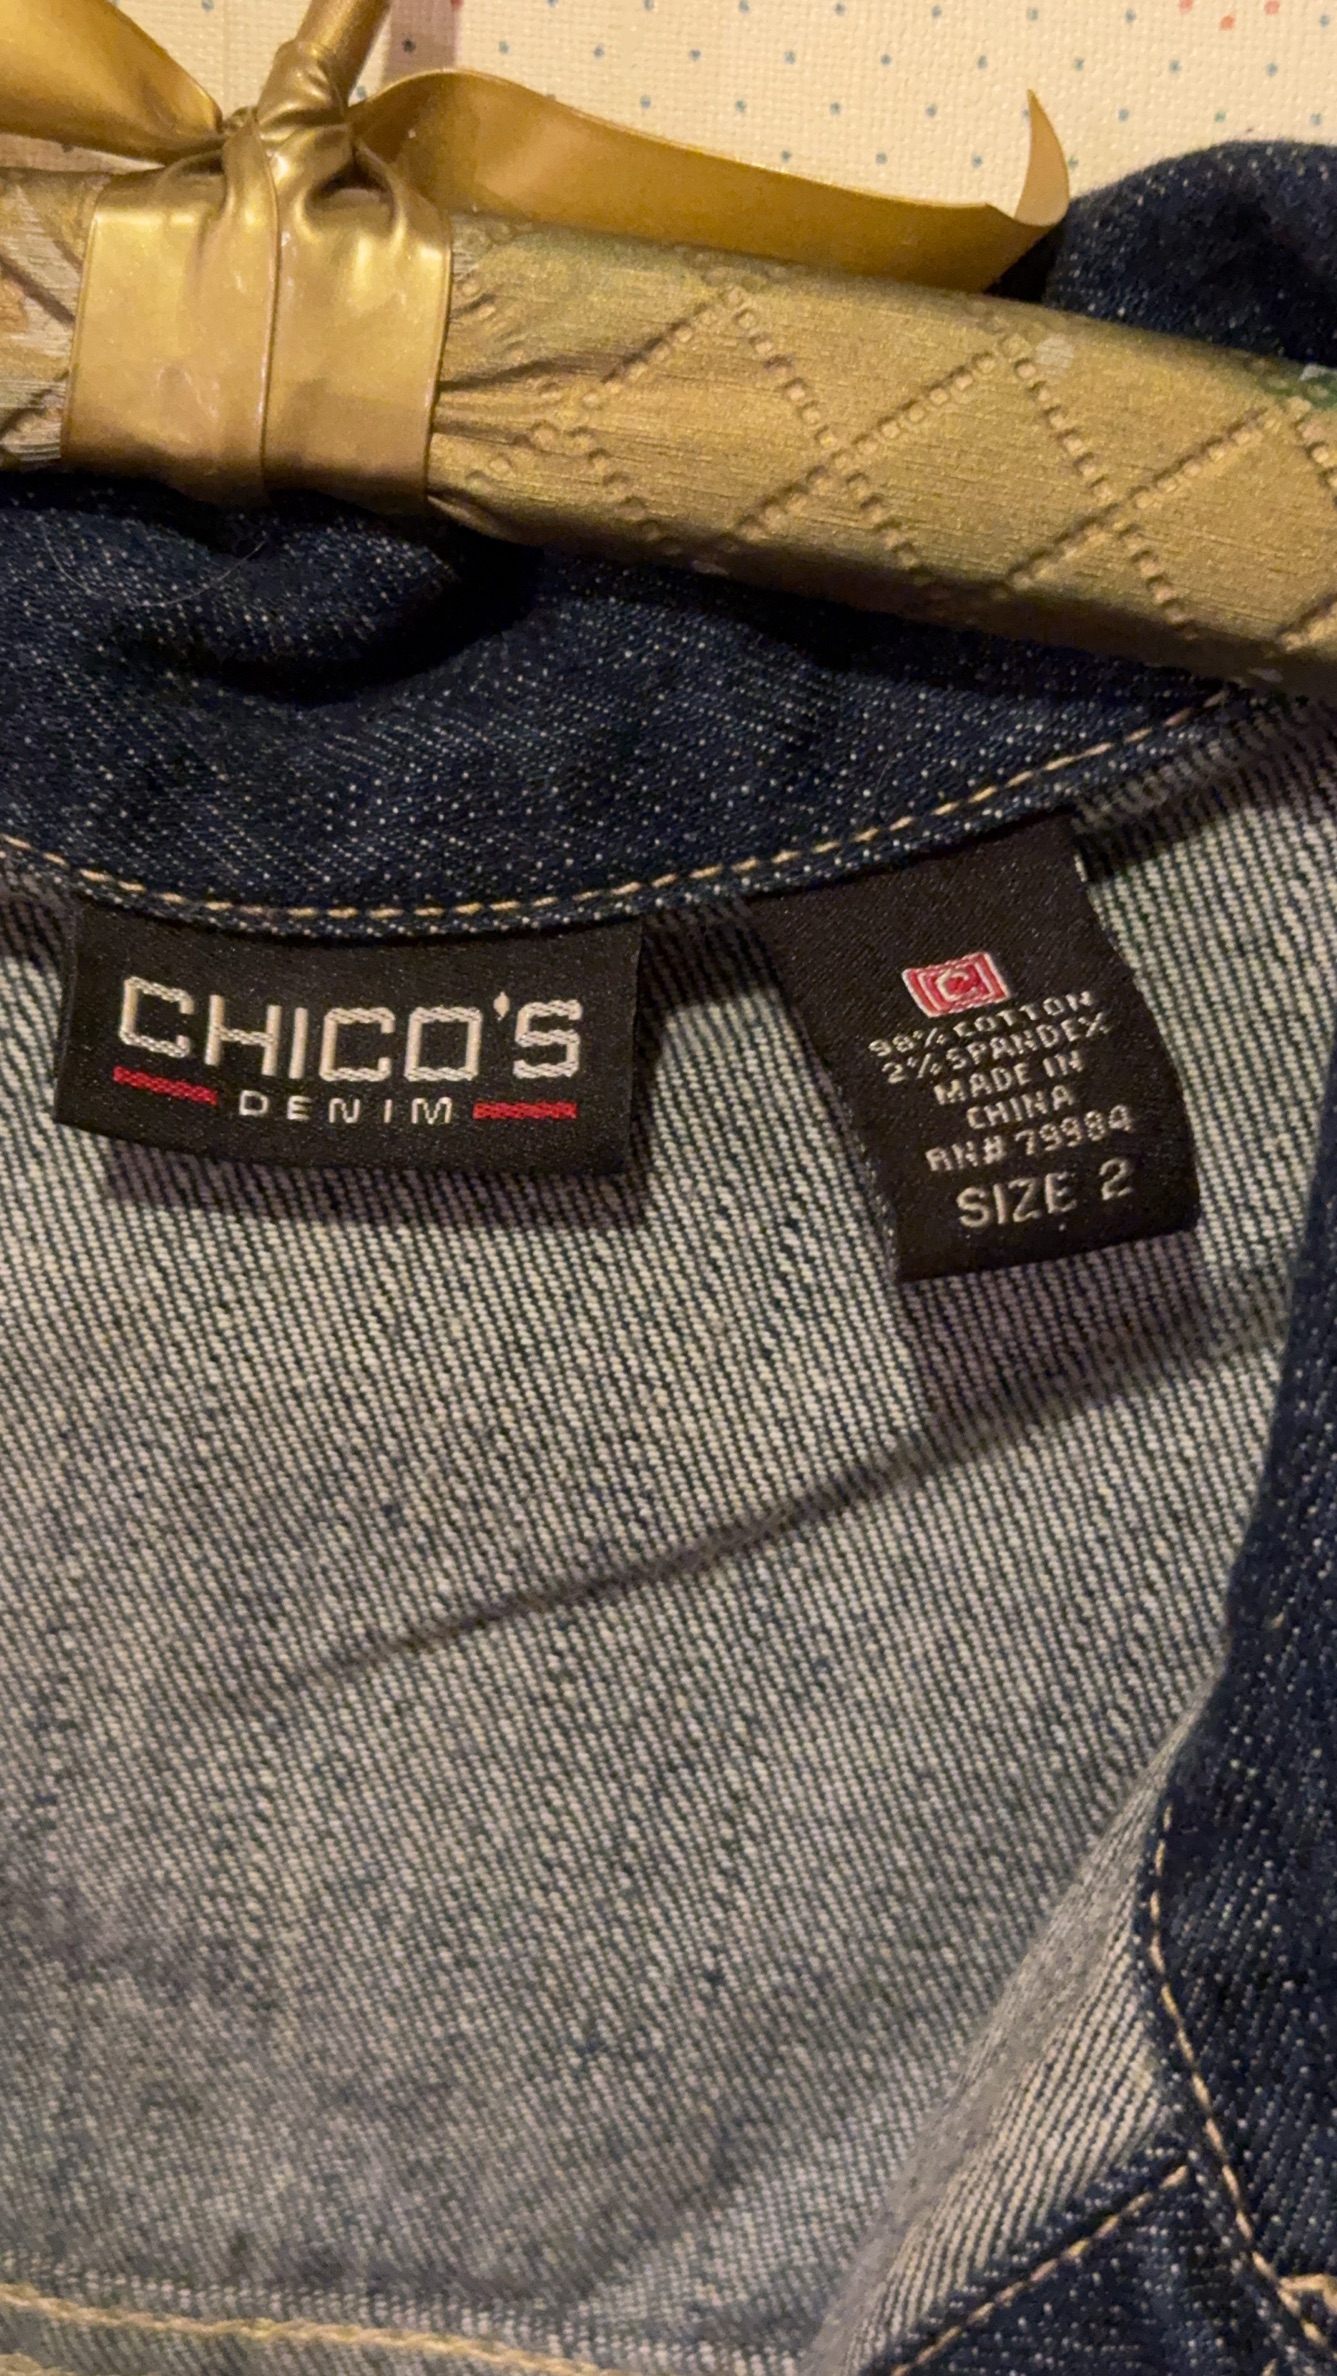 CHICO'S
DENIM
98% COTTON
2% SPANDEX
MADE IN
CHINA
RN# 79984
SIZE 2